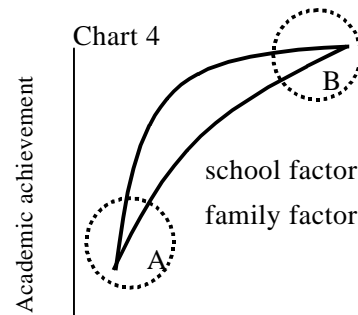 Chart 4
B
school factor
family factor
A
Academic achievement